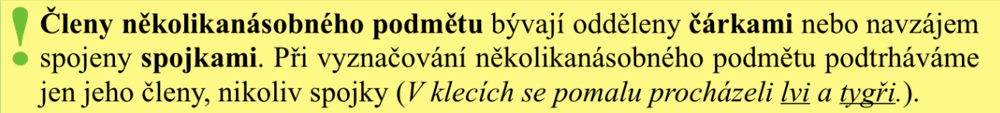 ! Členy několikanásobného podmětu bývají odděleny čárkami nebo navzájem
spojeny spojkami. Při vyznačování několikanásobného podmětu podtrháváme
jen jeho členy, nikoliv spojky (V klecích se pomalu procházeli lvi a tygři.).